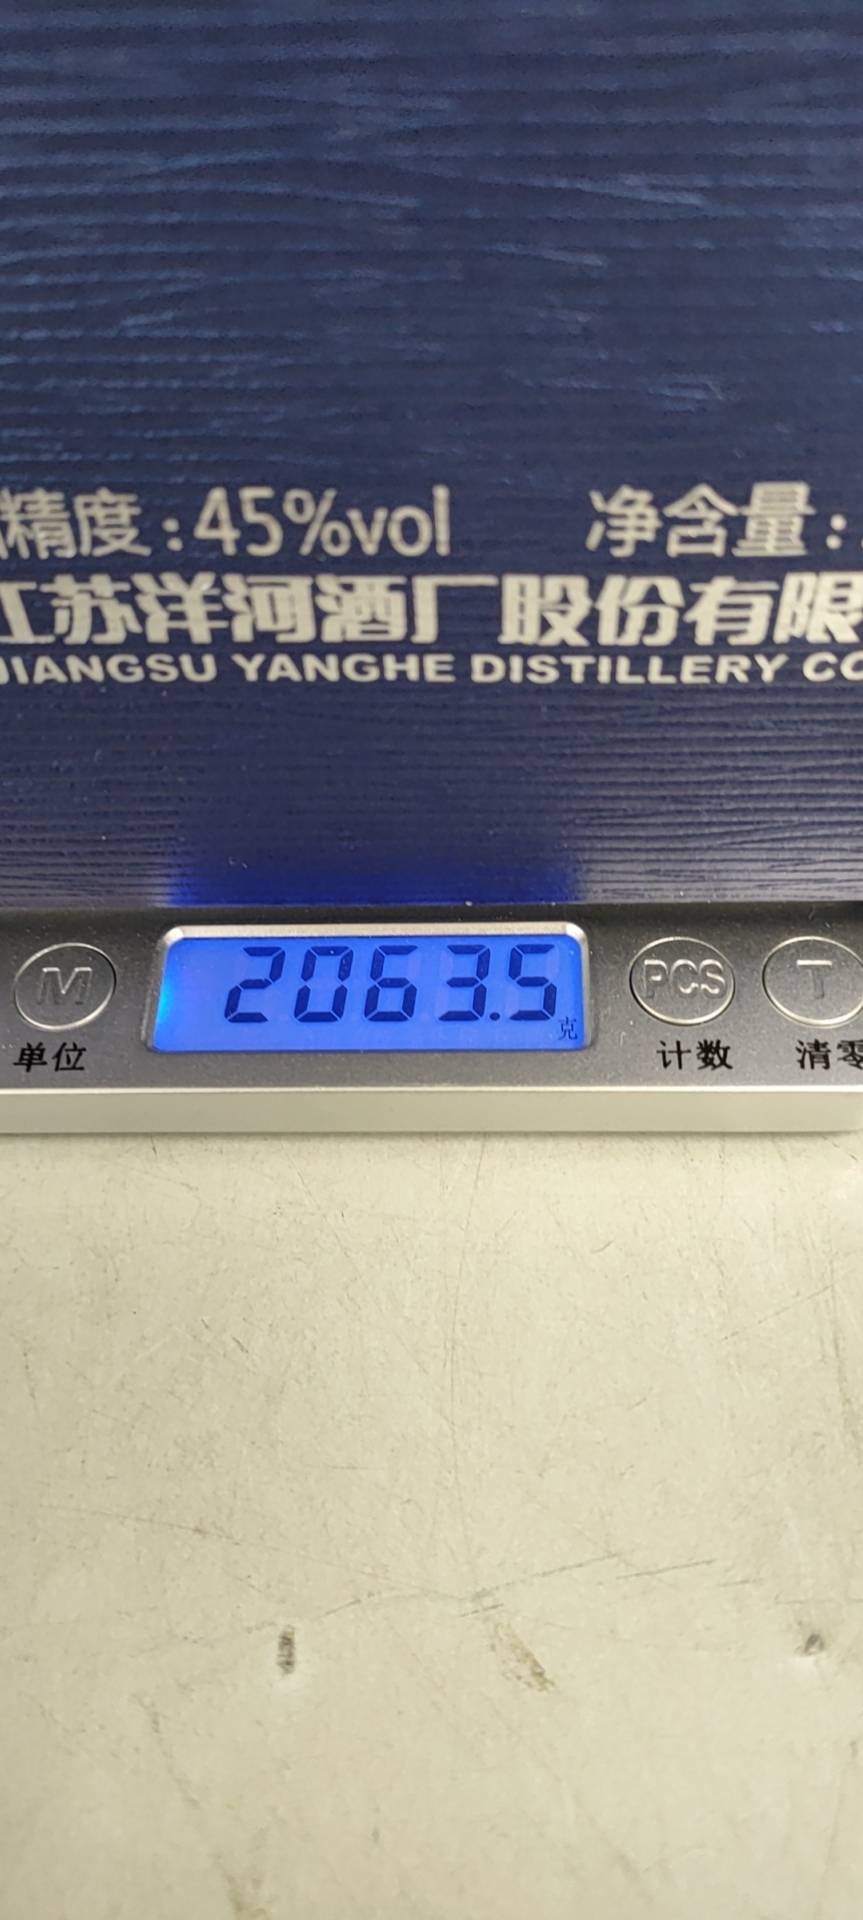 精度:45%vol 净含量:
江苏洋河酒厂股份有限
JIANGSU YANGHE DISTILLERY CO
2063.5
克
M PCS T
单位 计数 清零